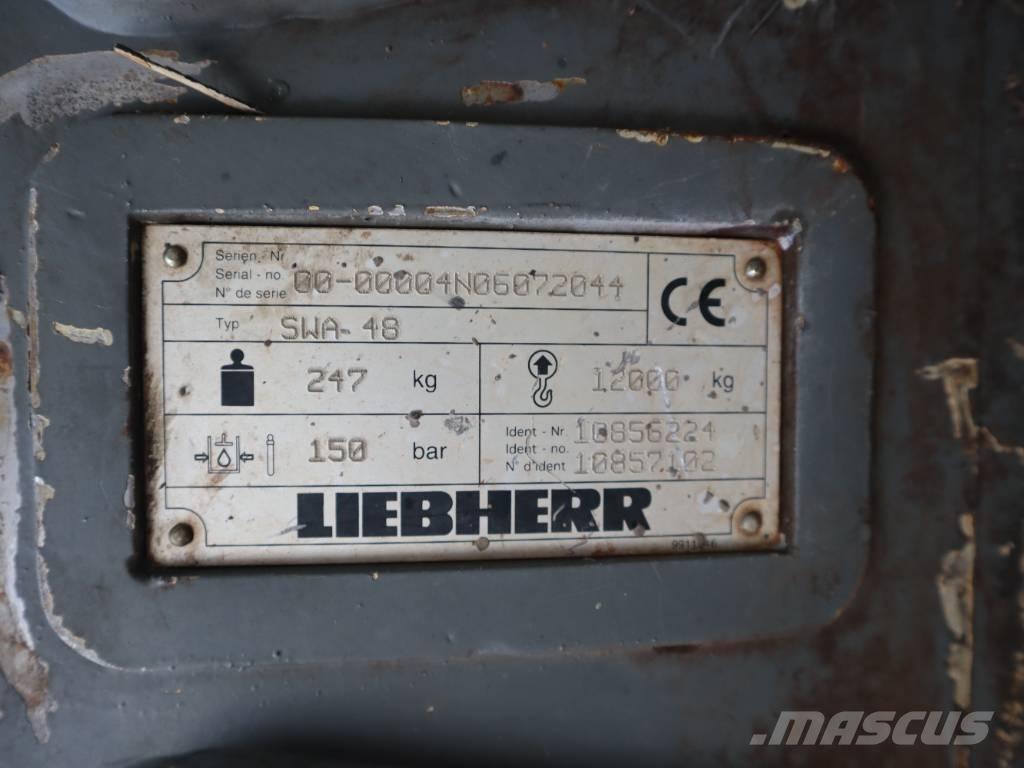 Serien.-Nr
Serial - no. 00-00004N06072044
N° de serie
CE
Typ SWA 48
247 kg
12000 kg
150 bar
Ident - Nr 10856224
Ident - no.
N° d'ident 10857102
LIEBHERR
MASCUS